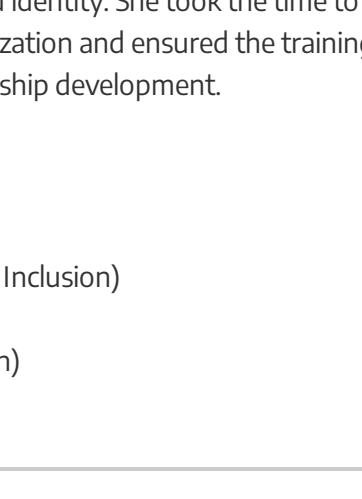 identity. She took the time to
zation and ensured the training
ship development.
Inclusion)
n)